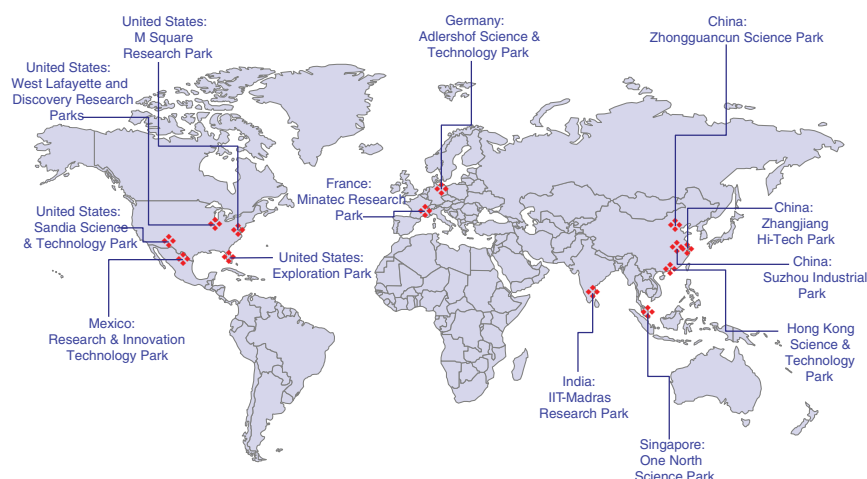 United States:
M Square
Research Park
Germany:
Adlershof Science &
Technology Park
China:
Zhongguancun Science Park
United States:
West Lafayette and
Discovery Research
Parks
France:
Minatec Research
Park
United States:
Sandia Science
& Technology Park
China:
Zhangjiang
Hi-Tech Park
United States:
Exploration Park
China:
Suzhou Industrial
Park
Mexico:
Research & Innovation
Technology Park
Hong Kong
Science &
Technology
Park
India:
IIT-Madras
Research Park
Singapore:
One North
Science Park